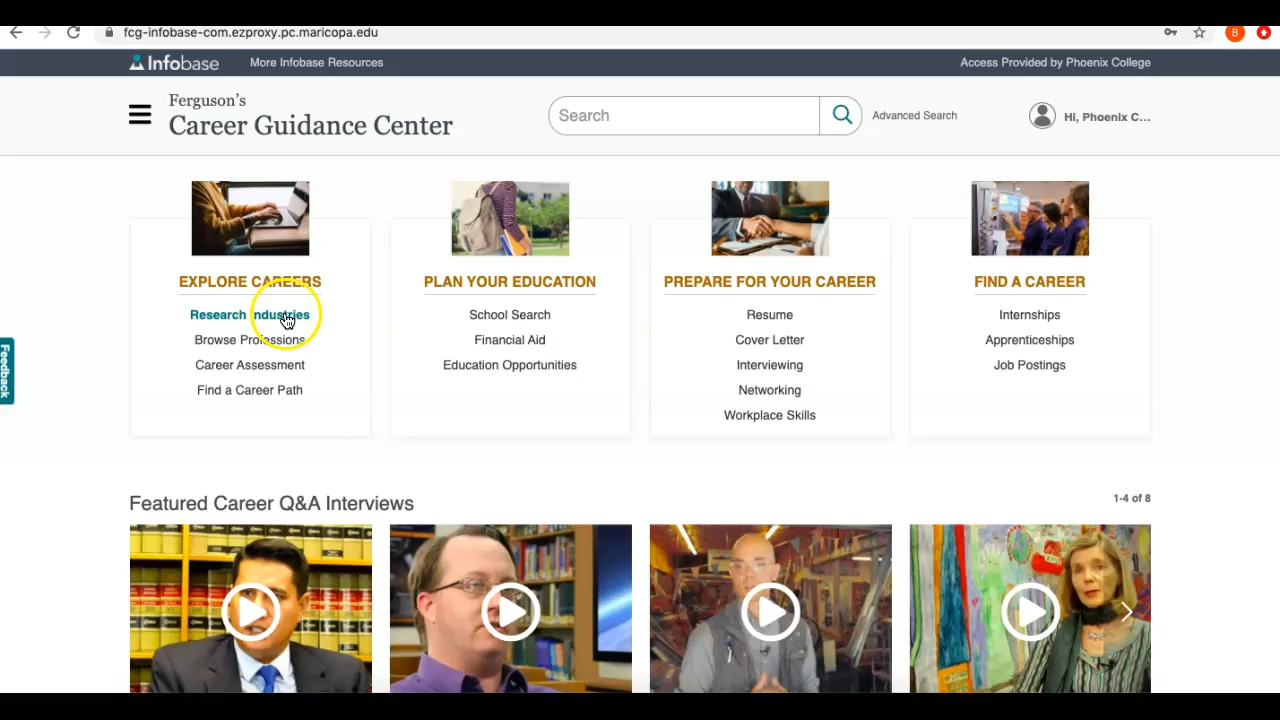 fcg-infobase-com.ezproxy.pc.maricopa.edu
B
Infobase
More Infobase Resources
Access Provided by Phoenix College
Ferguson's
Career Guidance Center
Search
Advanced Search
Hi, Phoenix C...
EXPLORE CAREERS
Research Industries
Browse Professions
Career Assessment
Find a Career Path
PLAN YOUR EDUCATION
School Search
Financial Aid
Education Opportunities
PREPARE FOR YOUR CAREER
Resume
Cover Letter
Interviewing
Networking
Workplace Skills
FIND A CAREER
Internships
Apprenticeships
Job Postings
Feedback
Featured Career Q&A Interviews
1-4 of 8